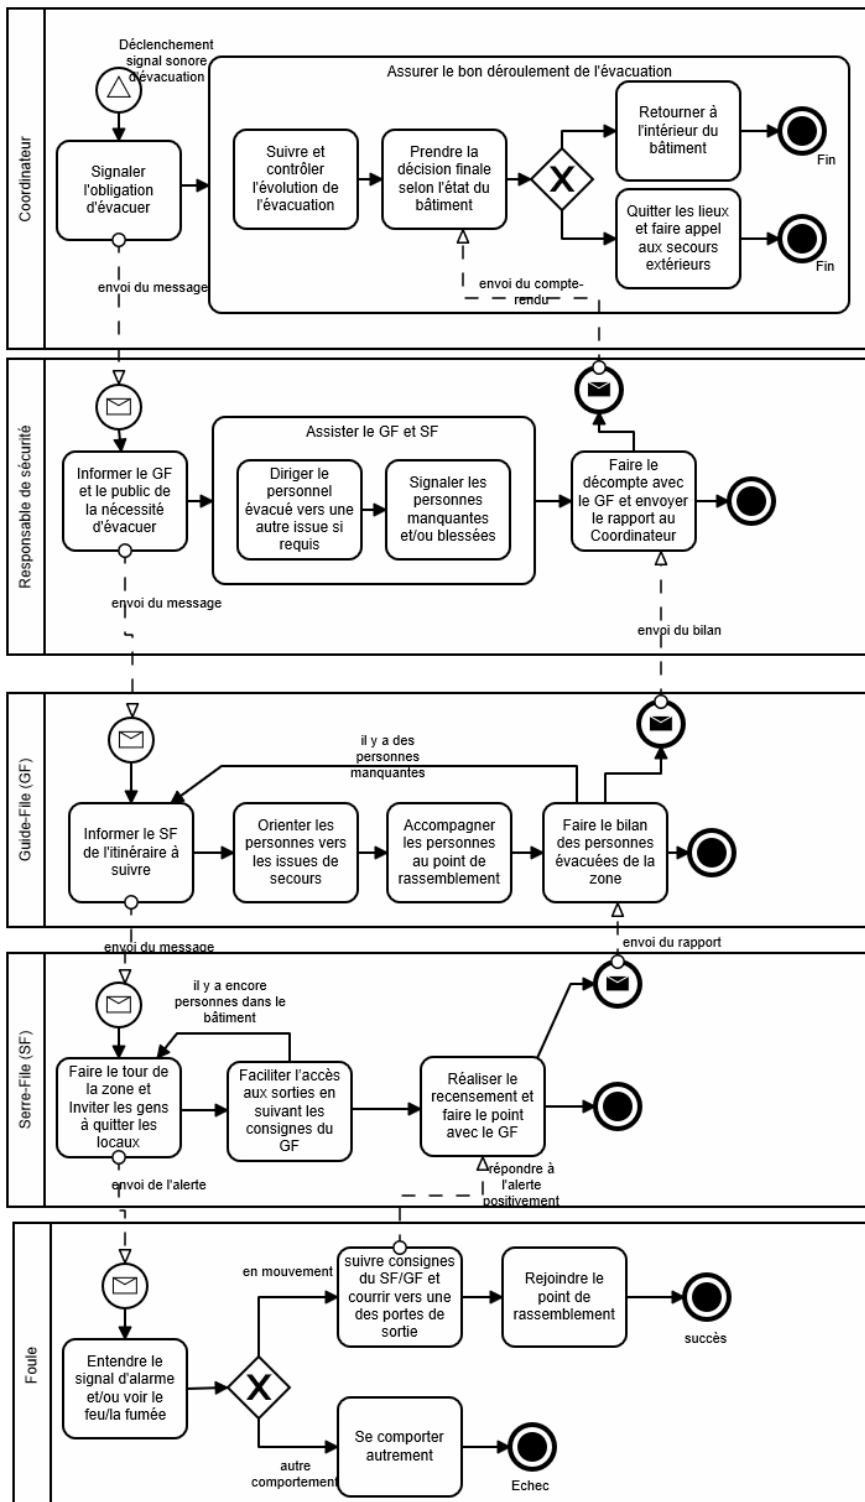 Coordinateur
Déclenchement
signal sonore
d'évacuation
Signaler
l'obligation
d'évacuer
envoi du message
Assurer le bon déroulement de l'évacuation
Suivre et
contrôler
l'évolution de
l'évacuation
Prendre la
décision finale
selon l'état du
bâtiment
X
Retourner à
l'intérieur du
bâtiment
Fin
Quitter les lieux
et faire appel
aux secours
extérieurs
Fin
envoi du compte-
rendu
Responsable de sécurité
Informer le GF
et le public de
la nécessité
d'évacuer
envoi du message
Assister le GF et SF
Diriger le
personnel
évacué vers une
autre issue si
requis
Signaler les
personnes
manquantes
et/ou blessées
Faire le
décompte avec
le GF et envoyer
le rapport au
Coordinateur
envoi du bilan
Guide-File (GF)
il y a des
personnes
manquantes
Informer le SF
de l'itinéraire à
suivre
Orienter les
personnes vers
les issues de
secours
Accompagner
les personnes
au point de
rassemblement
Faire le bilan
des personnes
évacuées de la
zone
envoi du message
envoi du rapport
Serre-File (SF)
il y a encore
personnes dans le
bâtiment
Faire le tour de
la zone et
Inviter les gens
à quitter les
locaux
Faciliter l'accès
aux sorties en
suivant les
consignes du
GF
Réaliser le
recensement et
faire le point
avec le GF
envoi de l'alerte
répondre à
l'alerte
positivement
Foule
Entendre le
signal d'alarme
et/ou voir le
feu/la fumée
X
en mouvement
suivre consignes
du SF/GF et
courrir vers une
des portes de
sortie
Rejoindre le
point de
rassemblement
succès
autre
comportement
Se comporter
autrement
Echec